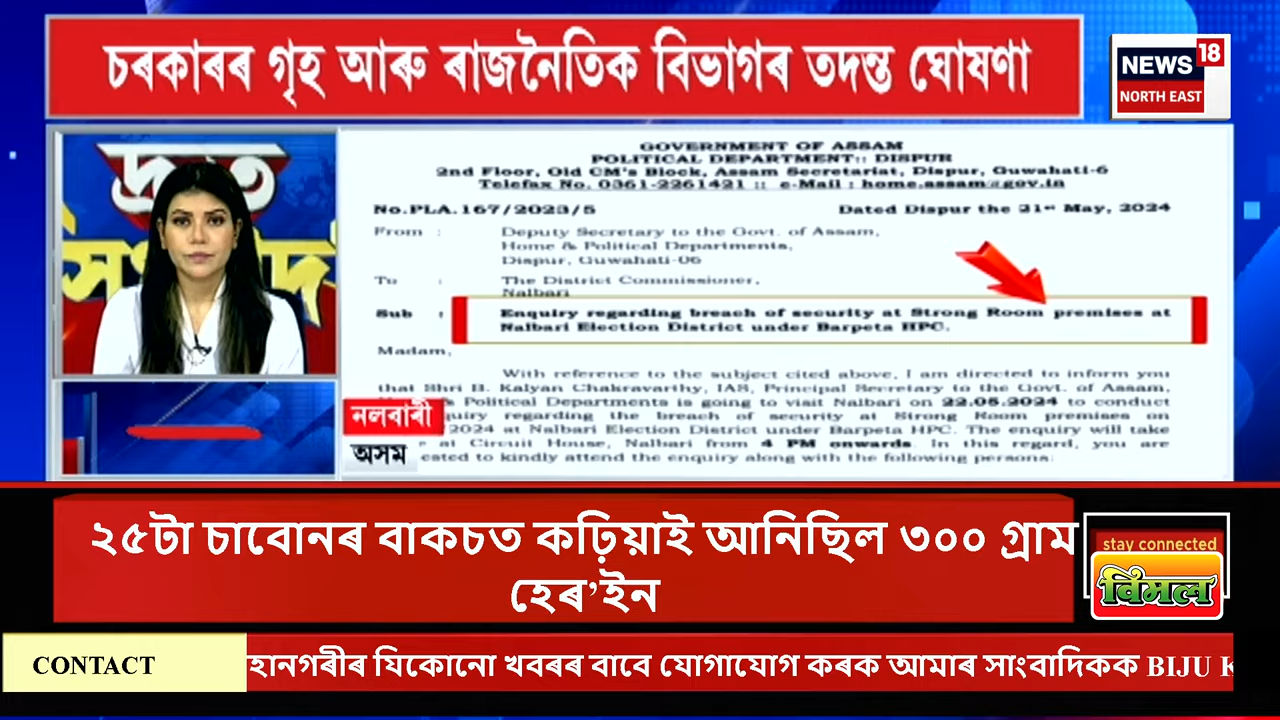 চৰকাৰৰ গৃহ আৰু ৰাজনৈতিক বিভাগৰ তদন্ত ঘোষণা
NEWS 18
NORTH EAST
দ্ৰুত
GOVERNMENT OF ASSAM
POLITICAL DEPARTMENT:: DISPUR
2nd Floor, Old CM's Block, Assam Secretariat, Dispur, Guwahati-6
Telefax No. 0361-2261421 :: e-Mail : home.assam@gov.in
No.PLA.167/2023/5 Dated Dispur the 21st May, 2024
From : Deputy Secretary to the Govt. of Assam,
Home & Political Departments,
Dispur, Guwahati-06
To : The District Commissioner,
Nalbari
Sub : Enquiry regarding breach of security at Strong Room premises at
Nalbari Election District under Barpeta HPC.
Madam,
With reference to the subject cited above, I am directed to inform you
that Shri B. Kalyan Chakravarthy, IAS, Principal Secretary to the Govt. of Assam,
& Political Departments is going to visit Nalbari on 22.05.2024 to conduct
regarding the breach of security at Strong Room premises on
2024 at Nalbari Election District under Barpeta HPC. The enquiry will take
at Circuit House, Nalbari from 4 PM onwards. In this regard, you are
to kindly attend the enquiry along with the following persons:
নলবাৰী
অসম
২৫টা চাবোনৰ বাকচত কঢ়িয়াই আনিছিল ৩০০ গ্ৰাম
হেৰ’ইন
stay connected
विमल
CONTACT হানগৰীৰ যিকোনো খবৰৰ বাবে যোগাযোগ কৰক আমাৰ সাংবাদিকক BIJU